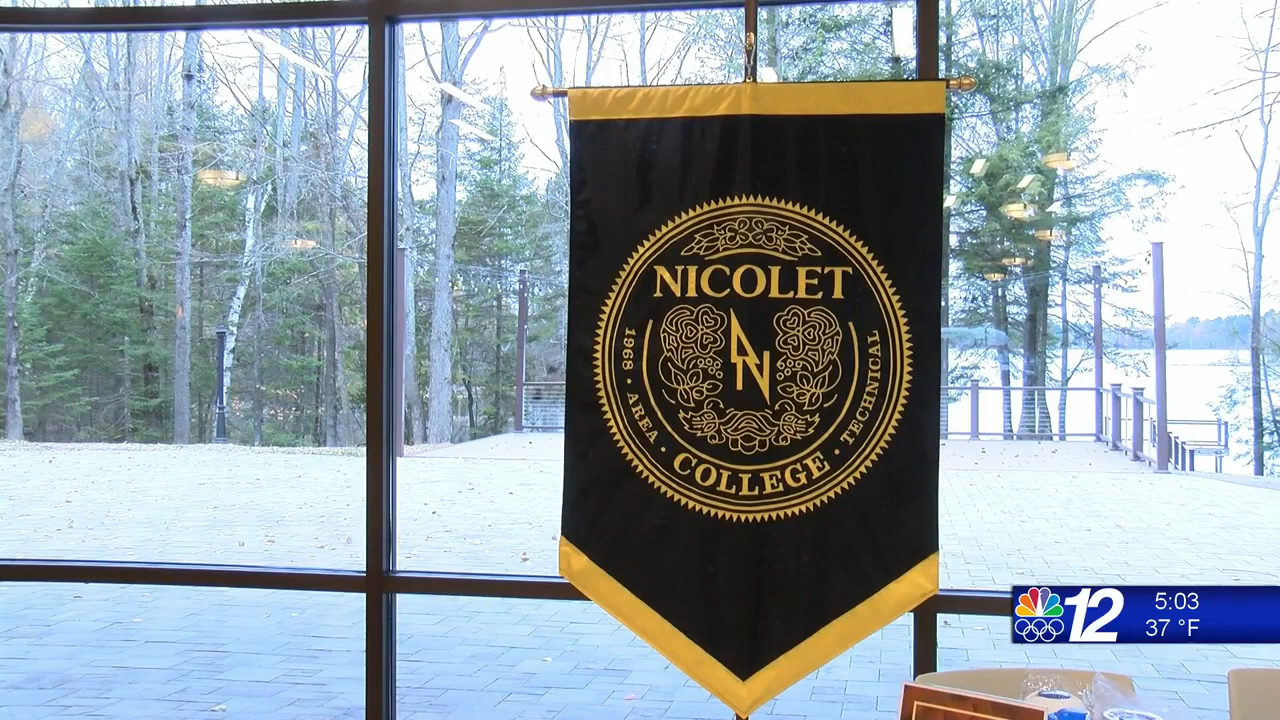 NICOLET
N
1968 · AREA · COLLEGE · TECHNICAL
12
5:03
37 °F